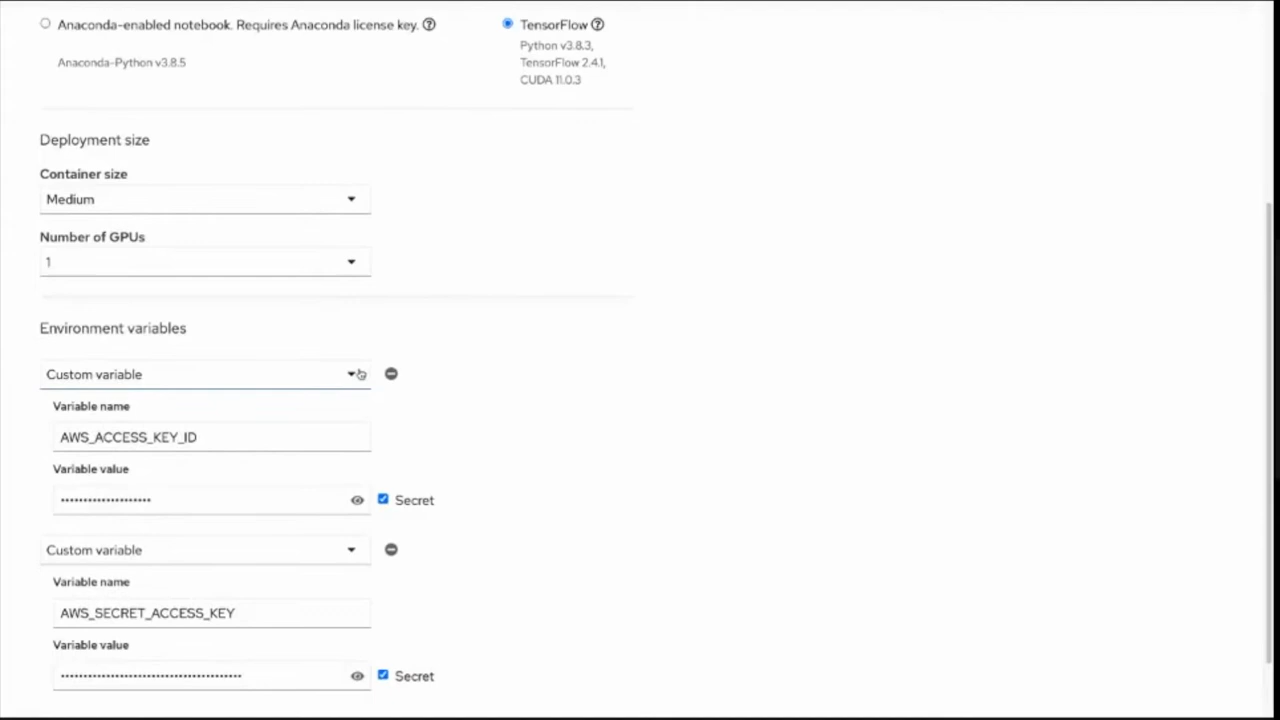 Anaconda-enabled notebook. Requires Anaconda license key.
Anaconda-Python v3.8.5
TensorFlow
Python v3.8.3,
TensorFlow 2.4.1,
CUDA 11.0.3
Deployment size
Container size
Medium
Number of GPUs
1
Environment variables
Custom variable
Variable name
AWS_ACCESS_KEY_ID
Variable value
••••••••••••••••••••
Secret
Custom variable
Variable name
AWS_SECRET_ACCESS_KEY
Variable value
••••••••••••••••••••••••••••••••••••••••
Secret